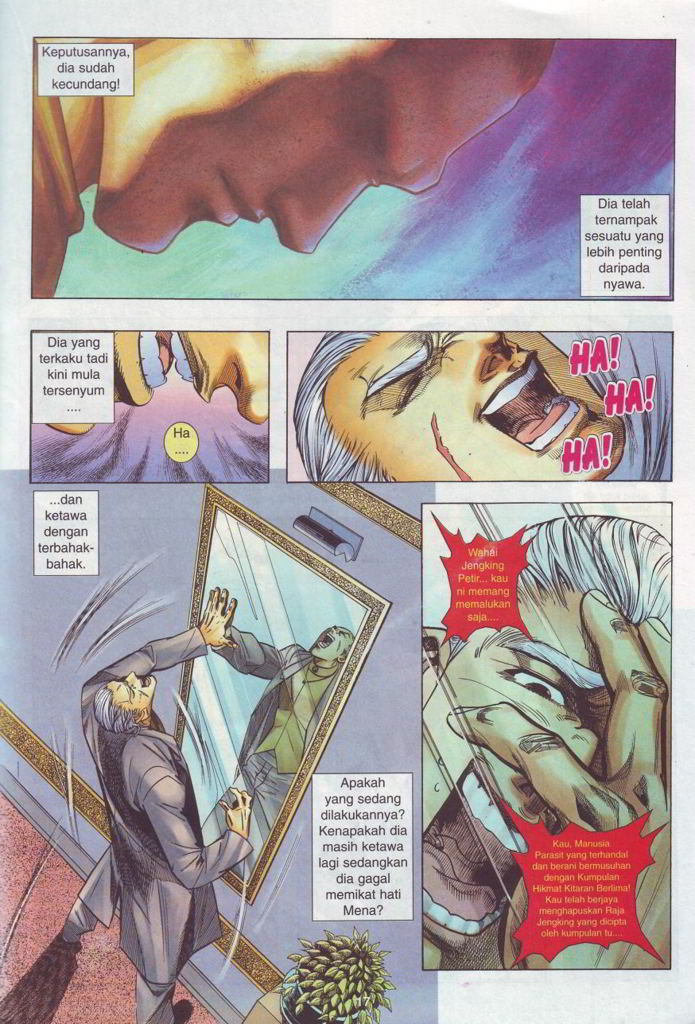 Keputusannya,
dia sudah
kecundang!
Dia telah
ternampak
sesuatu yang
lebih penting
daripada
nyawa.
Dia yang
terkaku tadi
kini mula
tersenyum
....
Ha
....
HA!
HA!
HA!
...dan
ketawa
dengan
terbahak-
bahak.
Wahai
Jengking
Petir... kau
ni memang
memalukan
saja....
Apakah
yang sedang
dilakukannya?
Kenapakah dia
masih ketawa
lagi sedangkan
dia gagal
memikat hati
Mena?
Kau, Manusia
Parasit yang terhandal
dan berani bermusuhan
dengan Kumpulan
Hikmat Kitaran Berlima!
Kau telah berjaya
menghapuskan Raja
Jengking yang dicipta
oleh kumpulan tu....
17